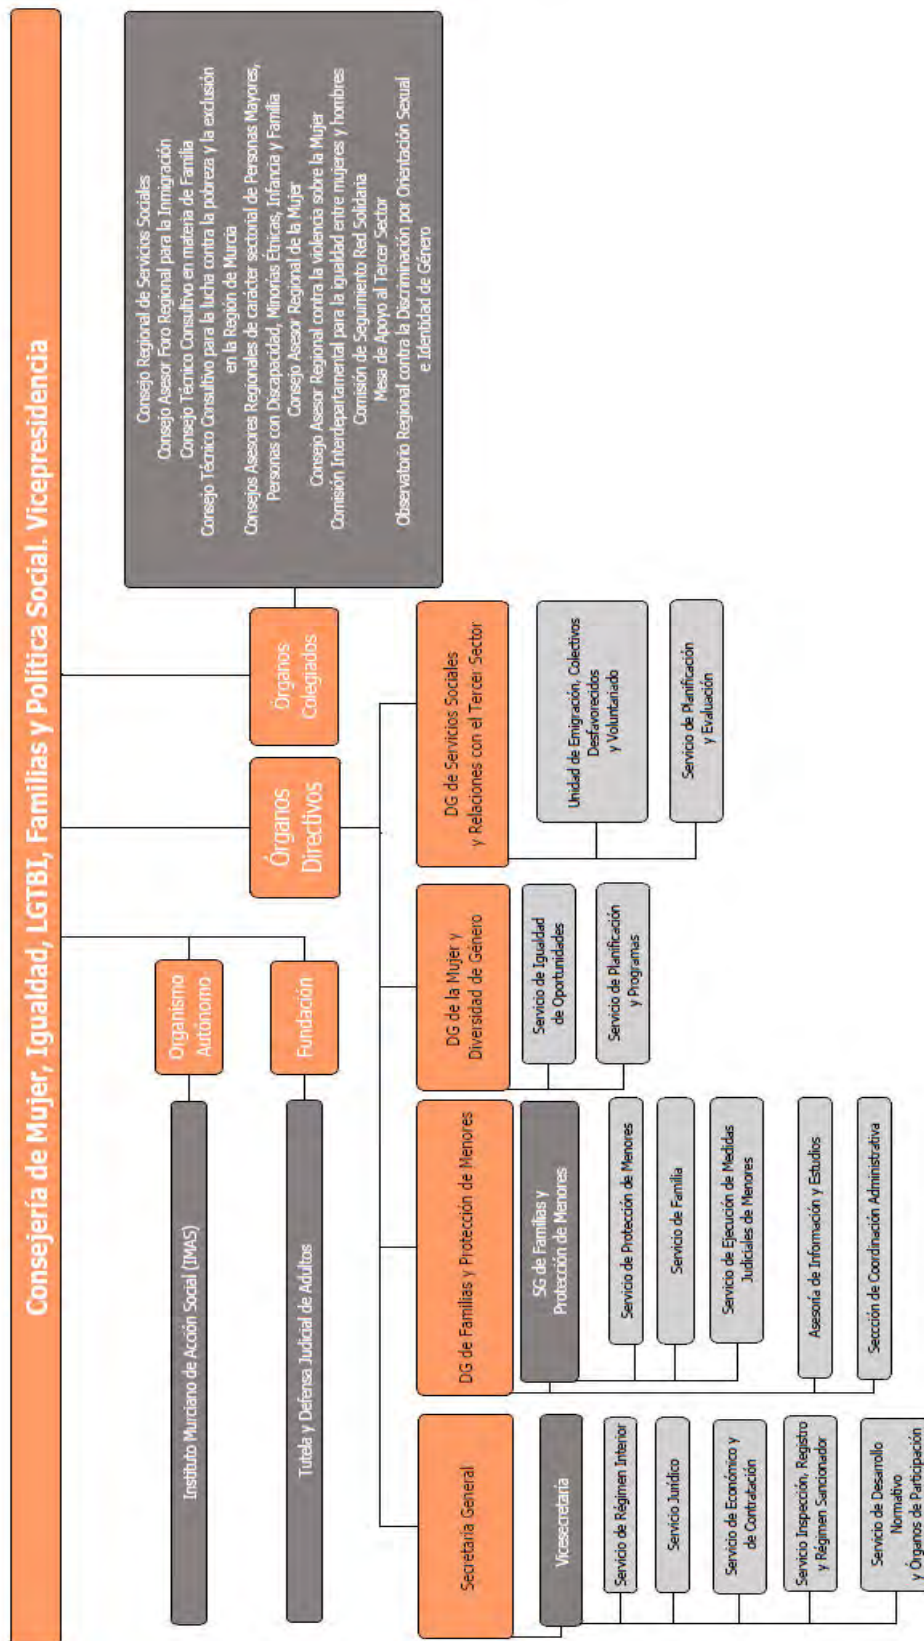 Consejería de Mujer, Igualdad, LGTBI, Familias y Política Social. Vicepresidencia
Instituto Murciano de Acción Social (IMAS)
Organismo
Autónomo
Tutela y Defensa Judicial de Adultos
Fundación
Órganos
Directivos
Órganos
Colegiados
Consejo Regional de Servicios Sociales
Consejo Asesor Foro Regional para la Inmigración
Consejo Técnico Consultivo en materia de Familia
Consejo Técnico Consultivo para la lucha contra la pobreza y la exclusión
en la Región de Murcia
Consejos Asesores Regionales de carácter sectorial de Personas Mayores,
Personas con Discapacidad, Minorías Étnicas, Infancia y Familia
Consejo Asesor Regional de la Mujer
Consejo Asesor Regional contra la violencia sobre la Mujer
Comisión Interdepartamental para la igualdad entre mujeres y hombres
Comisión de Seguimiento Red Solidaria
Mesa de Apoyo al Tercer Sector
Observatorio Regional contra la Discriminación por Orientación Sexual
e Identidad de Género
Secretaría General
Vicesecretaría
Servicio de Régimen Interior
Servicio Jurídico
Servicio de Económico y
de Contratación
Servicio Inspección, Registro
y Régimen Sancionador
Servicio de Desarrollo
Normativo
y Órganos de Participación
DG de Familias y Protección de Menores
SG de Familias y
Protección de Menores
Servicio de Protección de Menores
Servicio de Familia
Servicio de Ejecución de Medidas
Judiciales de Menores
Asesoría de Información y Estudios
Seccción de Coordinación Administrativa
DG de la Mujer y
Diversidad de Género
Servicio de Igualdad
de Oportunidades
Servicio de Planificación
y Programas
DG de Servicios Sociales
y Relaciones con el Tercer Sector
Unidad de Emigración, Colectivos
Desfavorecidos
y Voluntariado
Servicio de Planificación
y Evaluación